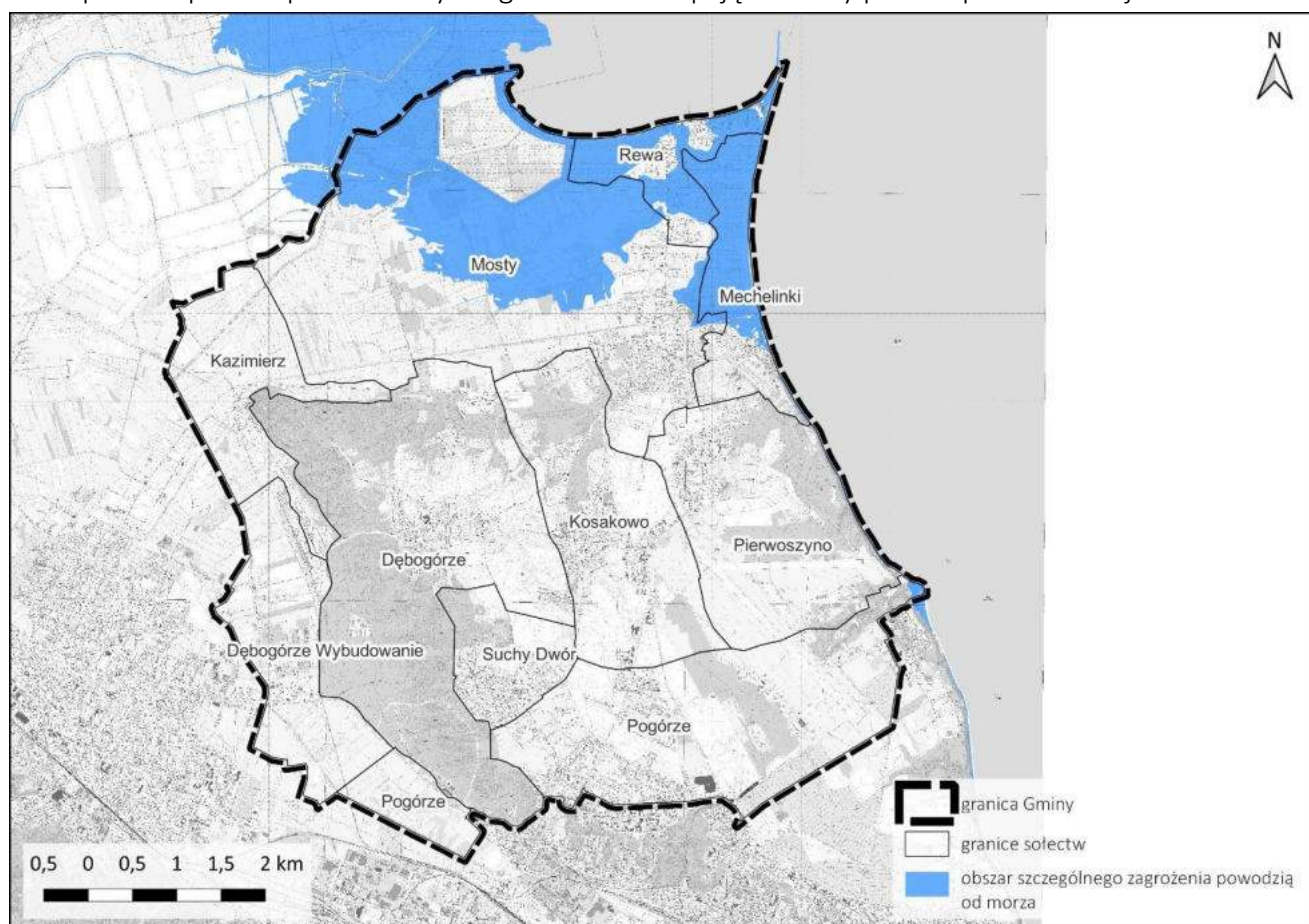 N
Rewa
Mosty
Mechelinki
Kazimierz
Kosakowo
Pierwoszyno
Dębogórze
Dębogórze Wybudowanie
Suchy Dwór
Pogórze
Pogórze
granica Gminy
granice sołectw
obszar szczególnego zagrożenia powodzią
od morza
0,5 0 0,5 1 1,5 2 km